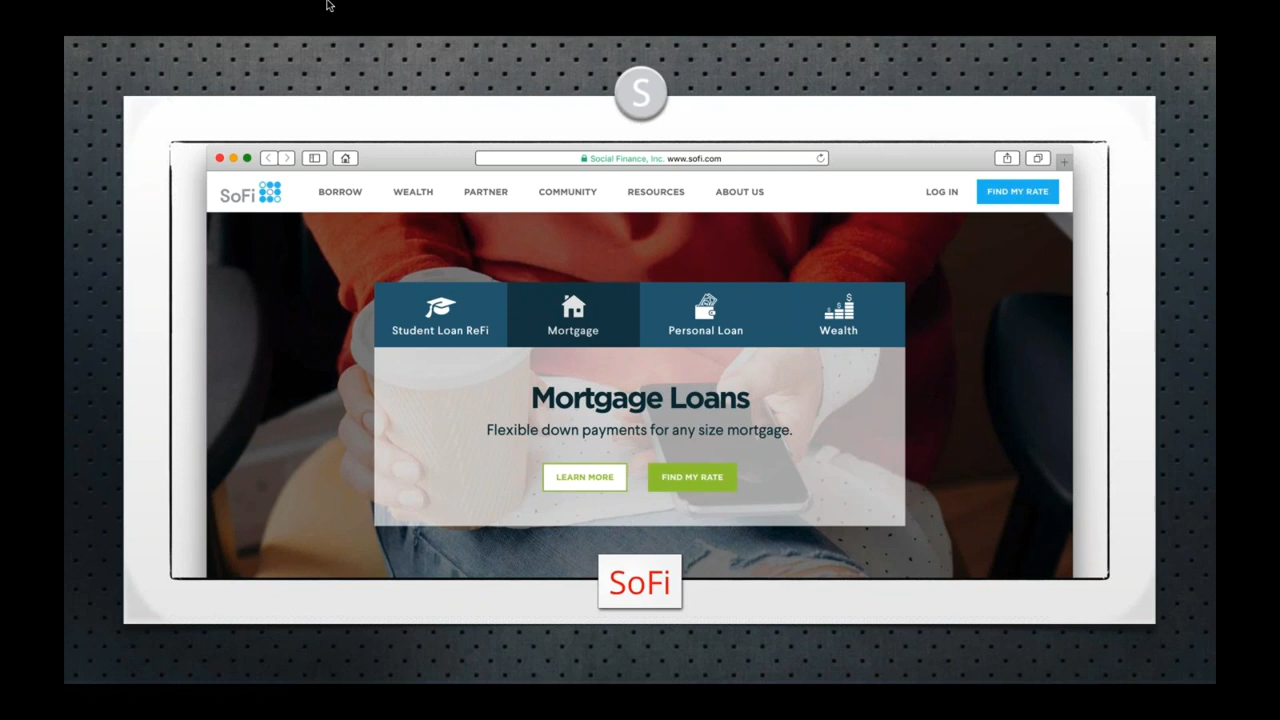 S
Social Finance, Inc. www.sofi.com
SoFi BORROW WEALTH PARTNER COMMUNITY RESOURCES ABOUT US LOG IN FIND MY RATE
Student Loan ReFi Mortgage Personal Loan Wealth
Mortgage Loans
Flexible down payments for any size mortgage.
LEARN MORE FIND MY RATE
SoFi